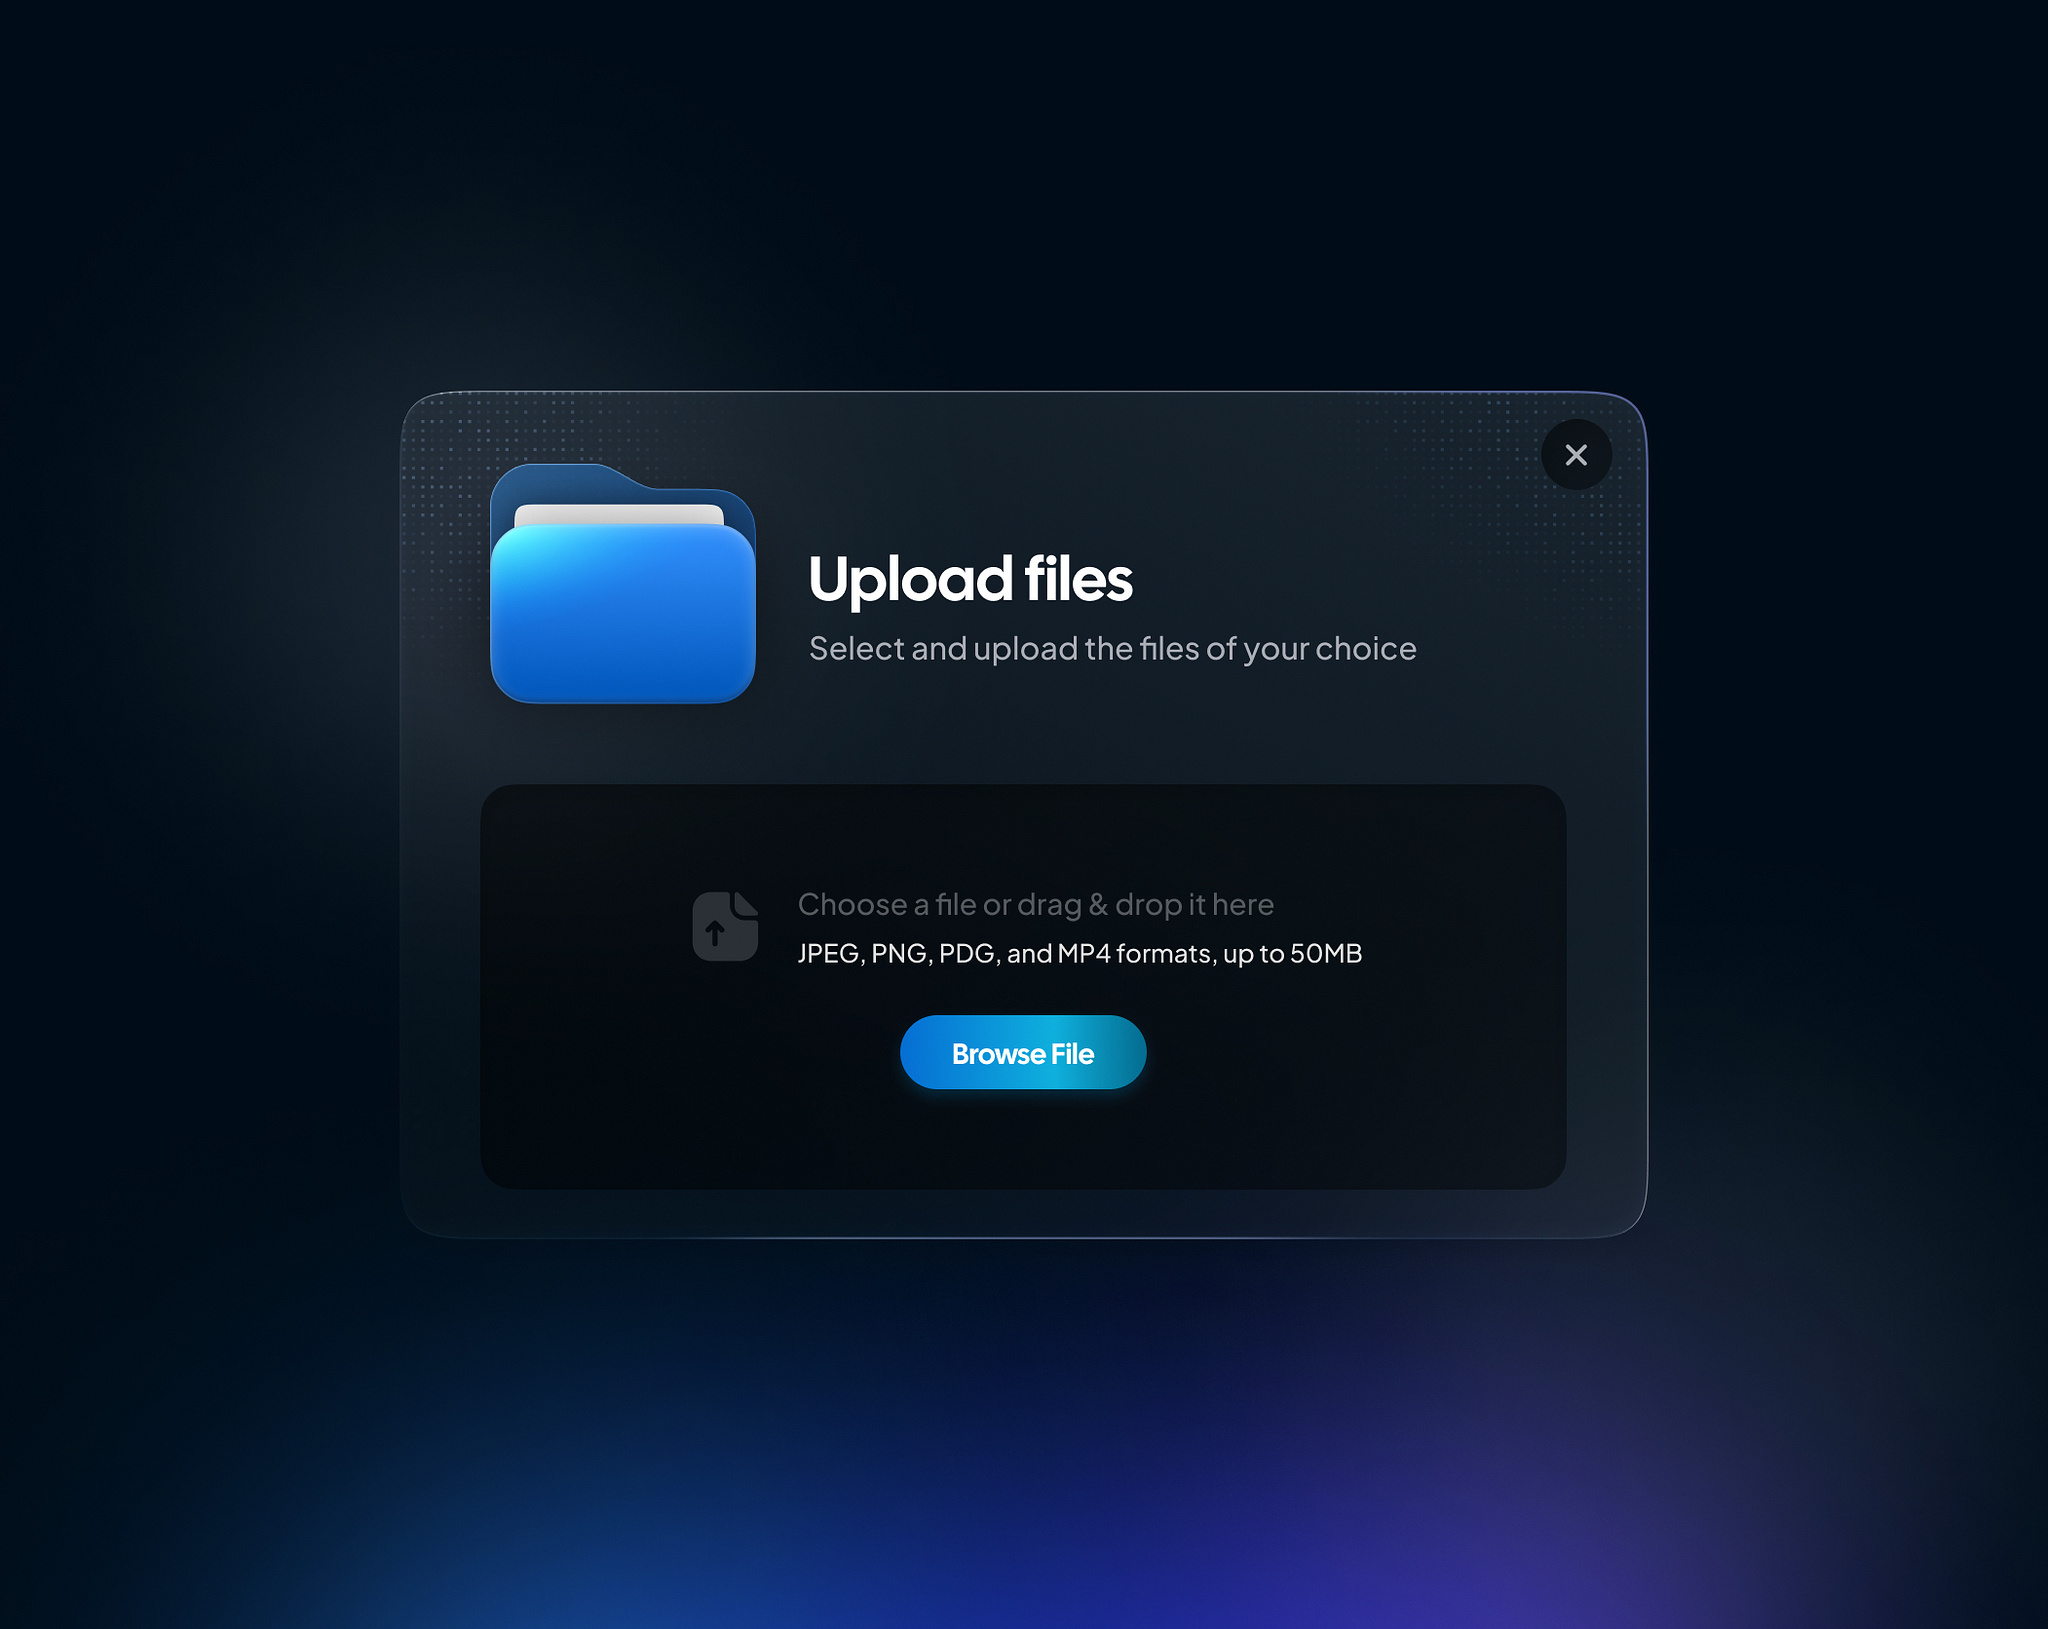 Upload files
Select and upload the files of your choice
Choose a file or drag & drop it here
JPEG, PNG, PDG, and MP4 formats, up to 50MB
Browse File